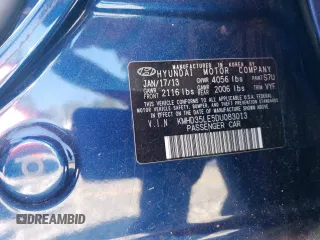 MANUFACTURED IN KOREA BY
HYUNDAI MOTOR COMPANY
JAN/17/13 GVWR 4056 lbs PAINT S7U
GAWR FRONT 2116 lbs GAWR REAR 2006 lbs TRIM YYF
THIS VEHICLE CONFORMS TO ALL APPLICABLE FEDERAL
MOTOR VEHICLE SAFETY, BUMPER, AND THEFT PREVENTION
STANDARDS IN EFFECT ON THE DATE OF
MANUFACTURE SHOWN ABOVE.
V.I.N KMHD35LE5DU083013
PASSENGER CAR
DREAMBID